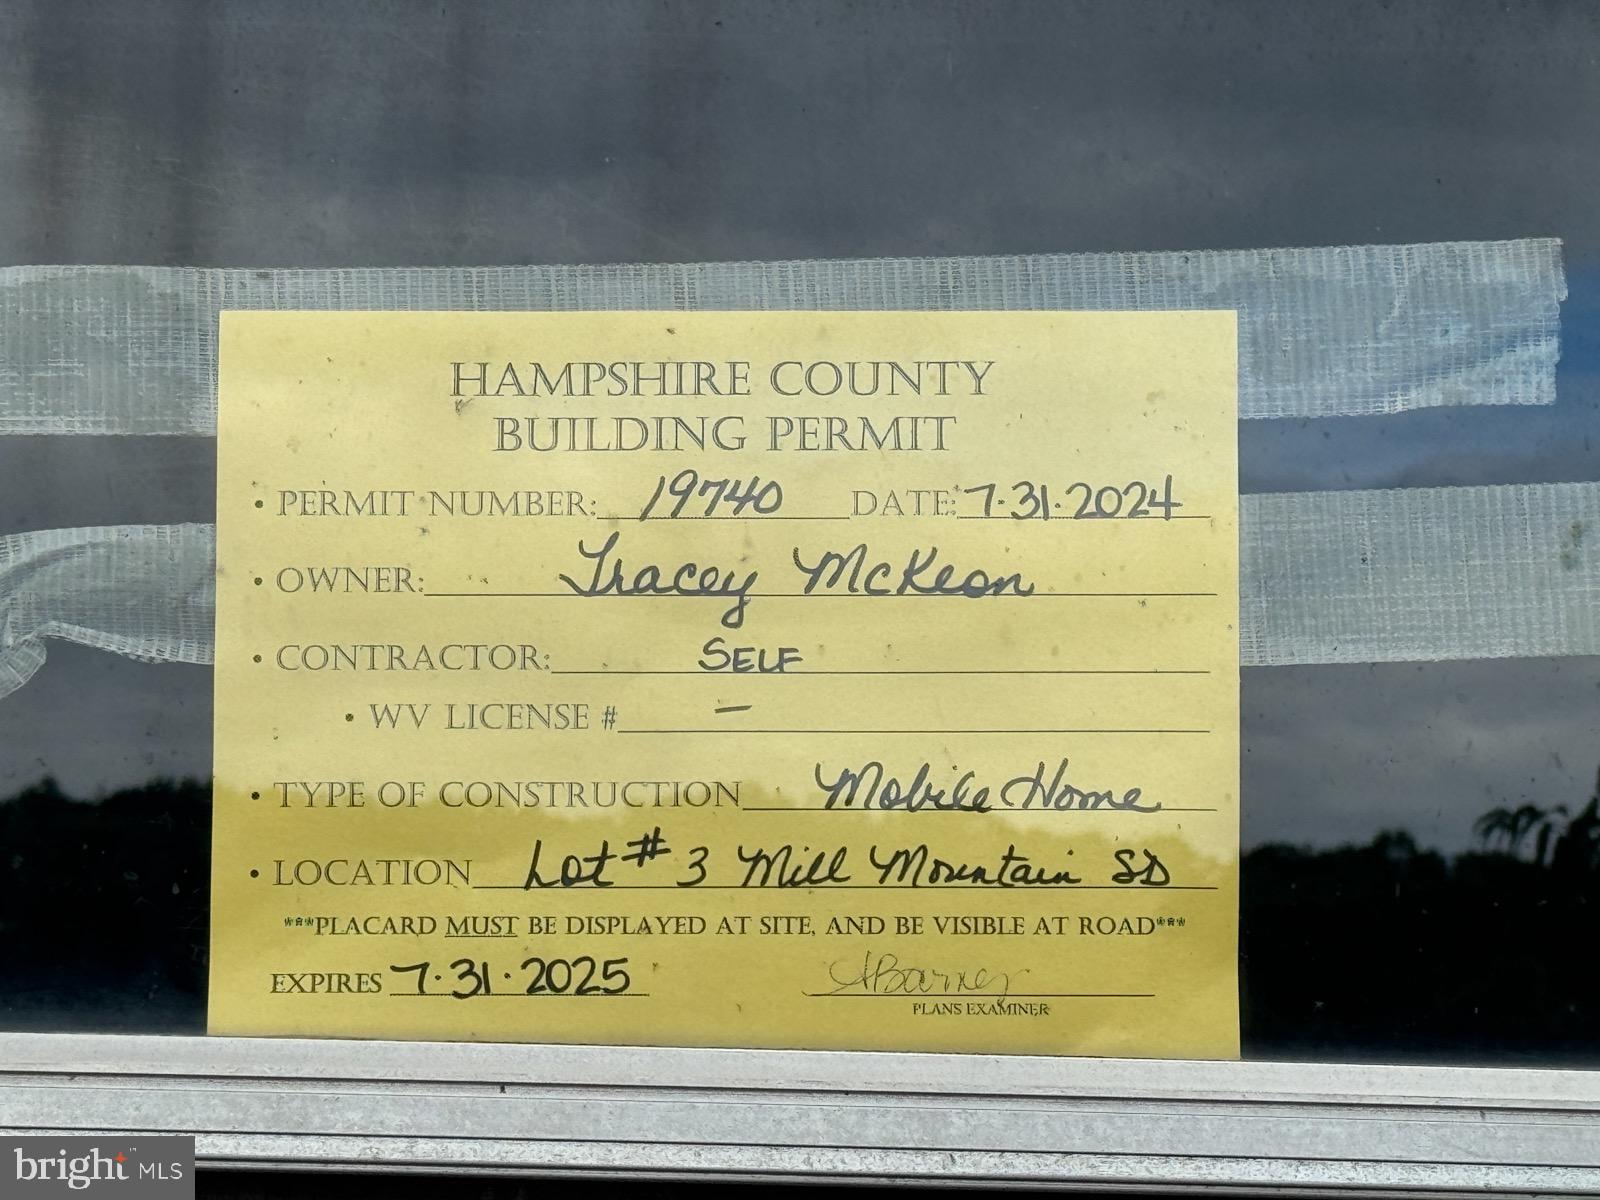 HAMPSHIRE COUNTY
BUILDING PERMIT
• PERMIT NUMBER: 19740 DATE: 7·31·2024
• OWNER: Tracey McKeon
• CONTRACTOR: SELF
• WV LICENSE # —
• TYPE OF CONSTRUCTION Mobile Home
• LOCATION Lot # 3 Mill Mountain SD
***PLACARD MUST BE DISPLAYED AT SITE, AND BE VISIBLE AT ROAD***
EXPIRES 7·31·2025
PLANS EXAMINER
bright MLS